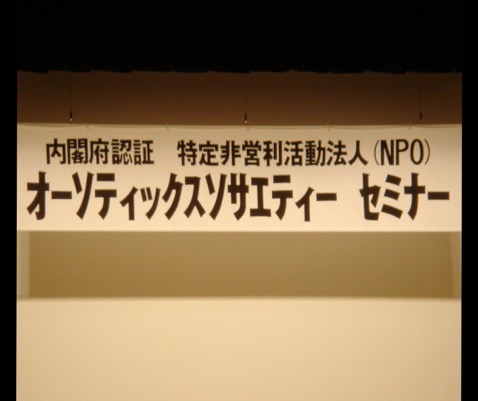 内閣府認証　特定非営利活動法人(NPO)
オーソティックスソサエティー　セミナー